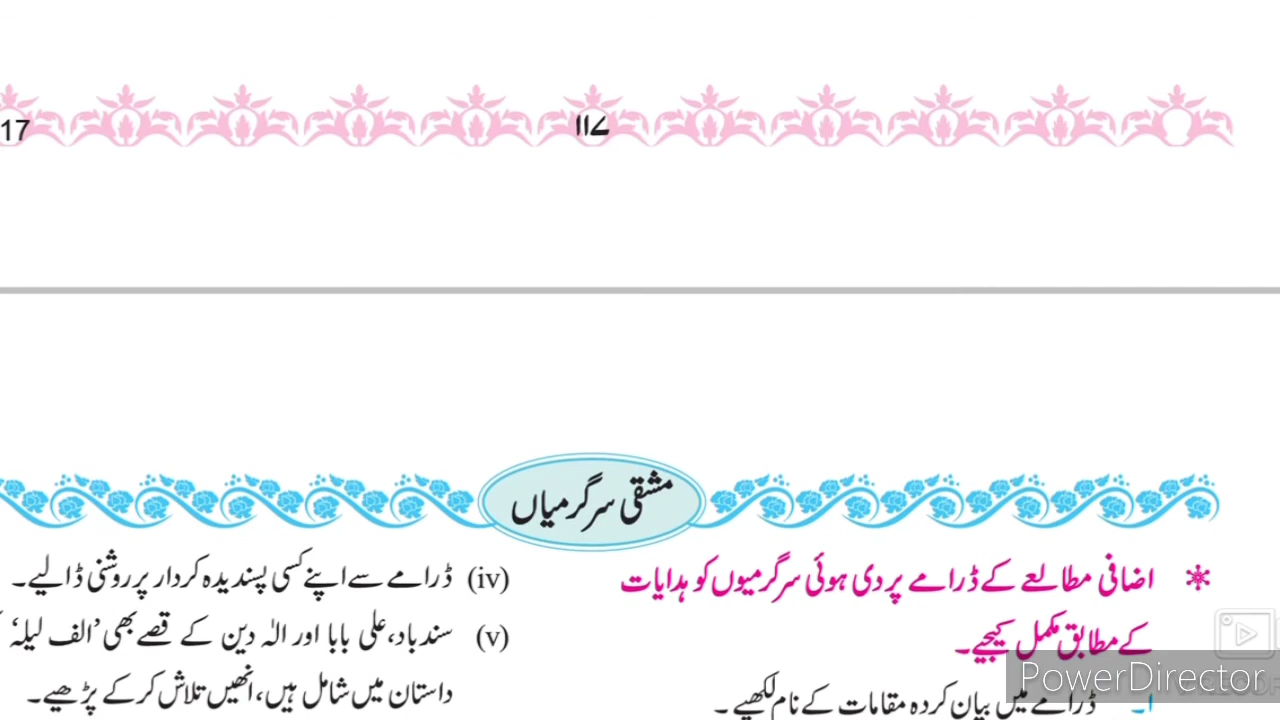 17
۱۱۷
مشقی سرگرمیاں
اضافی مطالعے کے ڈرامے پر دی ہوئی سرگرمیوں کو ہدایات
کے مطابق مکمل کیجیے۔
۱۔ ڈرامے میں بیان کردہ مقامات کے نام لکھیے۔
(iv) ڈرامے سے اپنے کسی پسندیدہ کردار پر روشنی ڈالیے۔
(v) سندباد، علی بابا اور الٰہ دین کے قصے بھی ’الف لیلہ‘
داستان میں شامل ہیں، انھیں تلاش کر کے پڑھیے۔
PowerDirector